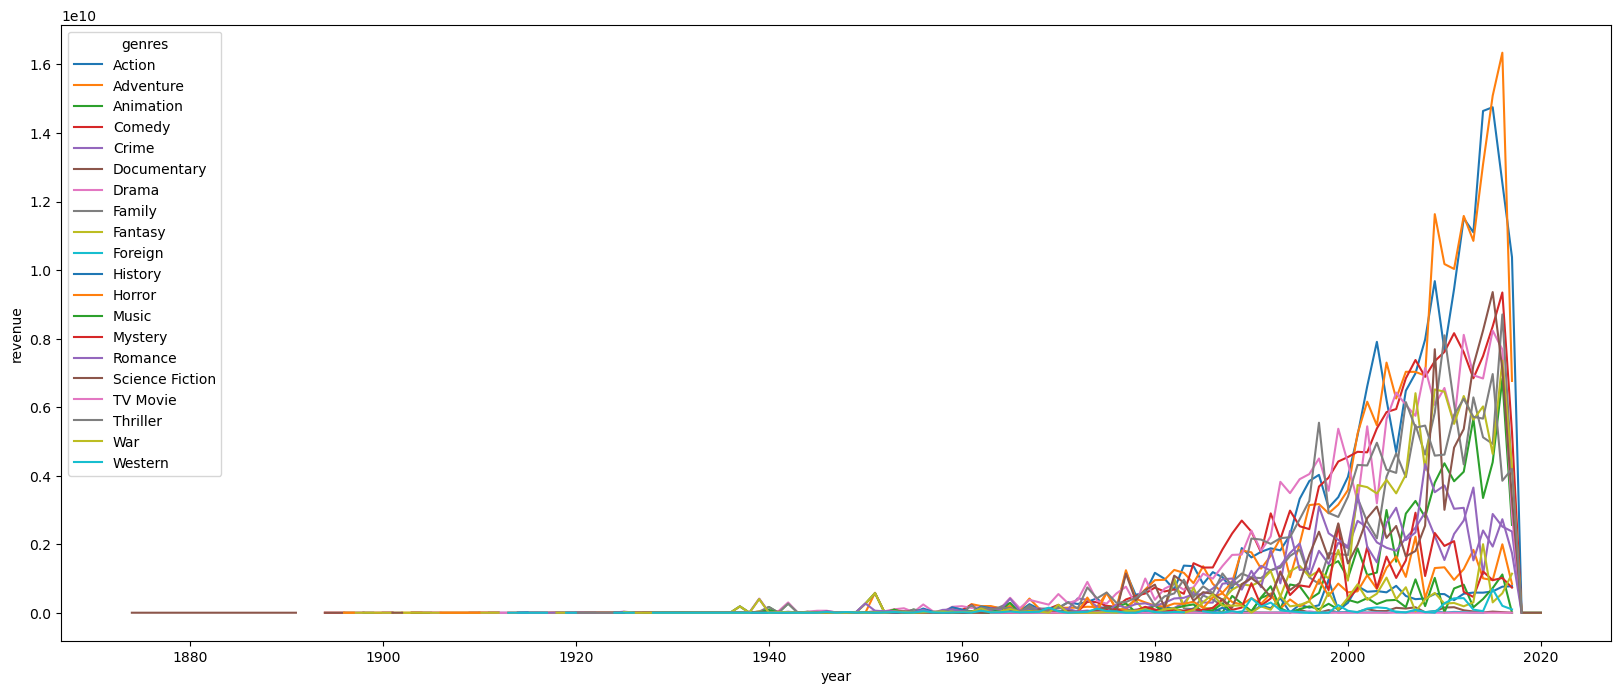 1e10
1.6
1.4
1.2
1.0
0.8
0.6
0.4
0.2
0.0
revenue
genres
Action
Adventure
Animation
Comedy
Crime
Documentary
Drama
Family
Fantasy
Foreign
History
Horror
Music
Mystery
Romance
Science Fiction
TV Movie
Thriller
War
Western
1880 1900 1920 1940 1960 1980 2000 2020
year